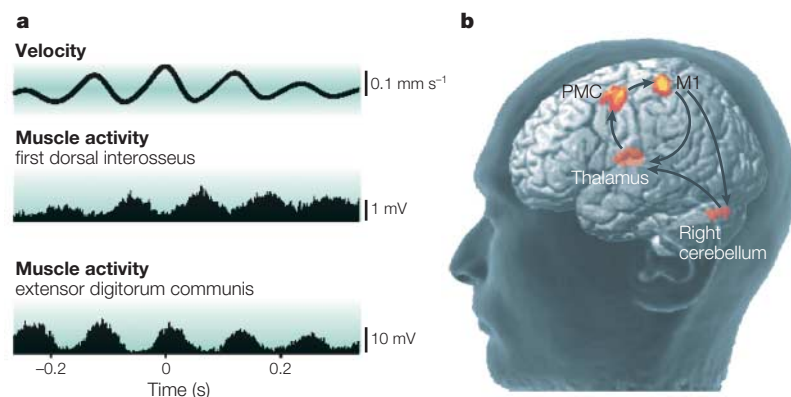 a
Velocity
0.1 mm s⁻¹
Muscle activity
first dorsal interosseus
1 mV
Muscle activity
extensor digitorum communis
10 mV
–0.2 0 0.2
Time (s)
b
PMC
M1
Thalamus
Right
cerebellum